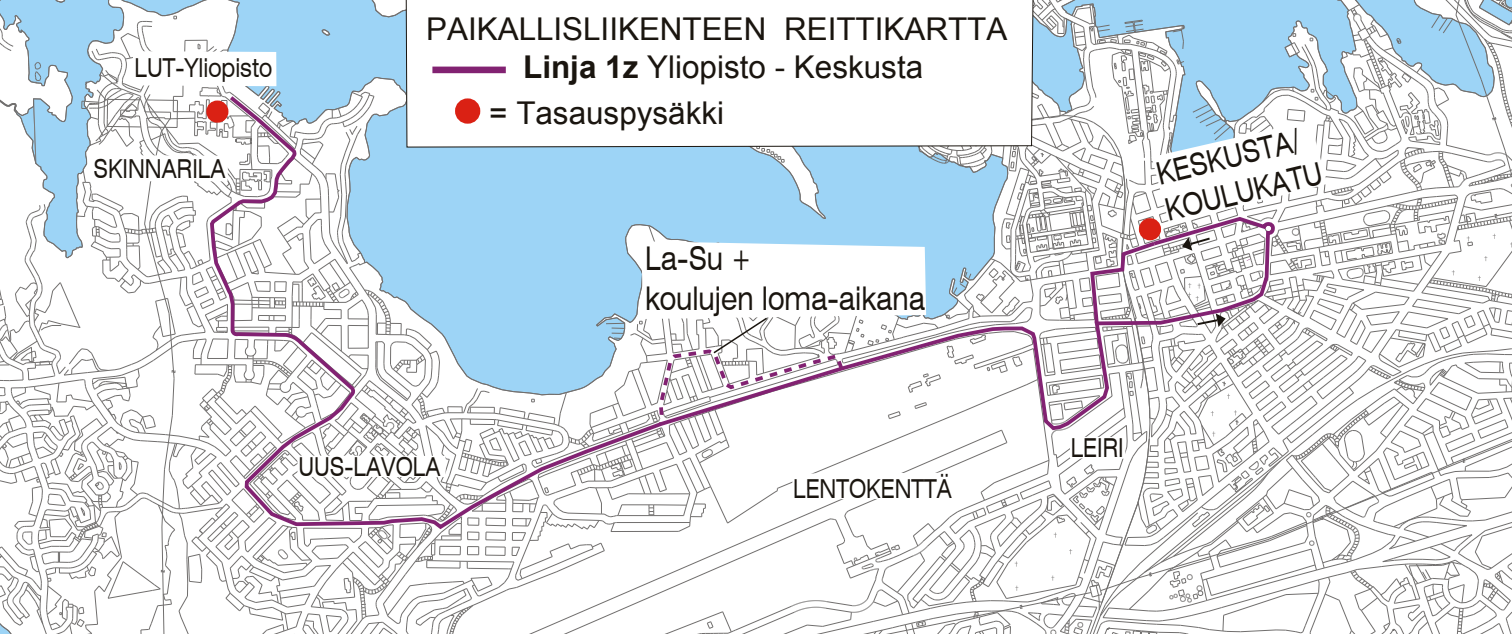 PAIKALLISLIIKENTEEN REITTIKARTTA
Linja 1z Yliopisto - Keskusta
= Tasauspysäkki
LUT-Yliopisto
SKINNARILA
KESKUSTA/
KOULUKATU
La-Su +
koulujen loma-aikana
UUS-LAVOLA
LEIRI
LENTOKENTTÄ